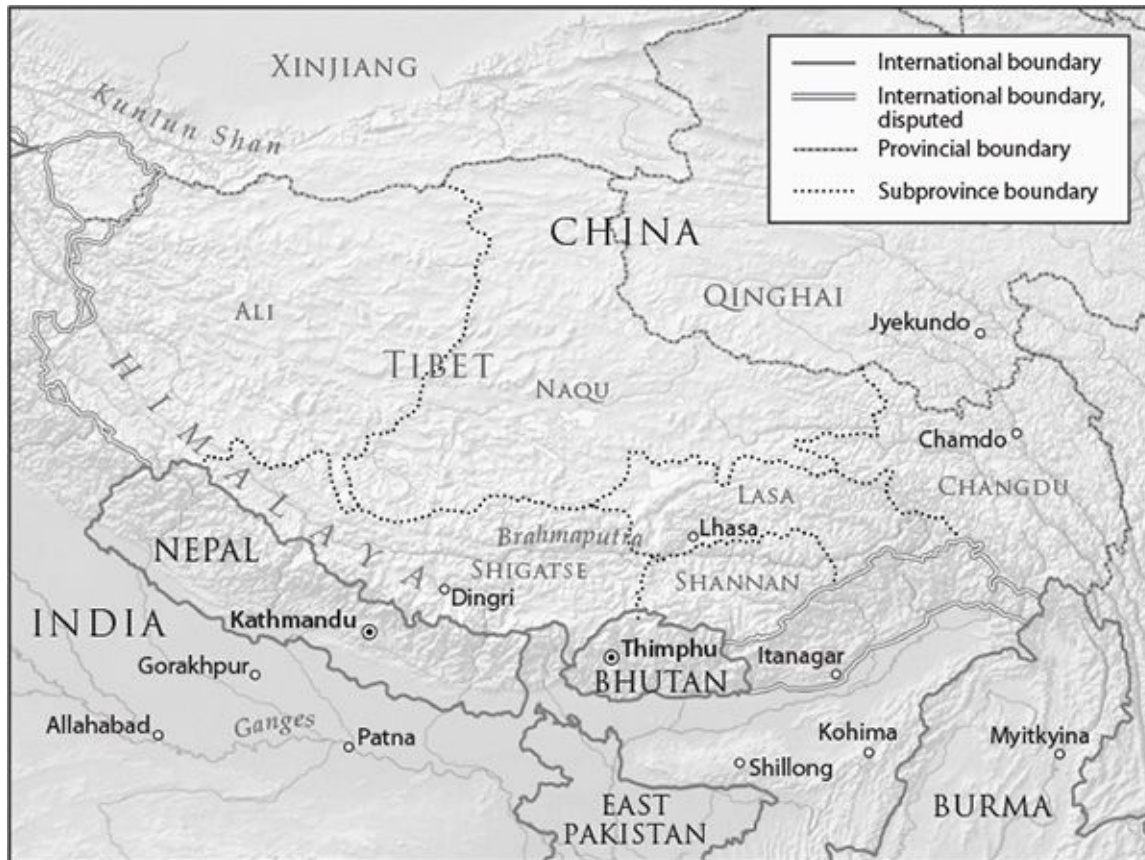 XINJIANG
Kunlun Shan
International boundary
International boundary,
disputed
Provincial boundary
Subprovince boundary
CHINA
QINGHAI
ALI
Jyekundo
TIBET
NAQU
HIMALAYA
Chamdo
CHANGDU
LASA
Brahmaputra
Lhasa
NEPAL
SHIGATSE
SHANNAN
Dingri
INDIA
Kathmandu
Thimphu
Itanagar
Gorakhpur
BHUTAN
Allahabad
Ganges
Patna
Kohima
Myitkyina
Shillong
EAST
PAKISTAN
BURMA